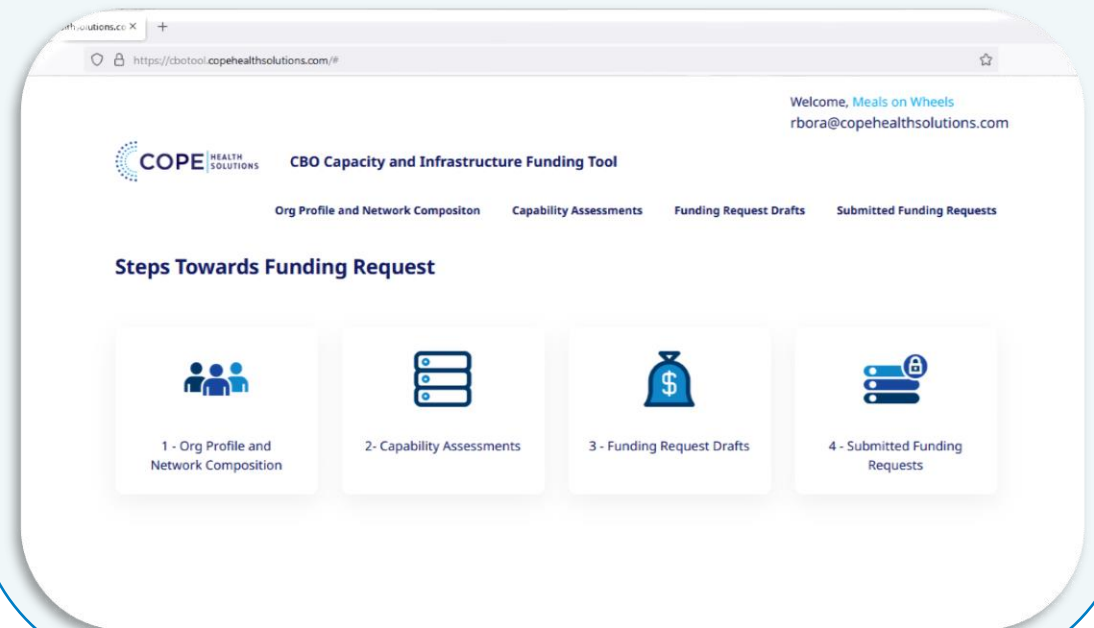 +
https://cbotool.copehealthsolutions.com/#
Welcome, Meals on Wheels
rbora@copehealthsolutions.com
COPE HEALTH SOLUTIONS
CBO Capacity and Infrastructure Funding Tool
Org Profile and Network Compositon Capability Assessments Funding Request Drafts Submitted Funding Requests
Steps Towards Funding Request
$
1 - Org Profile and
Network Composition
2- Capability Assessments
3 - Funding Request Drafts
4 - Submitted Funding
Requests